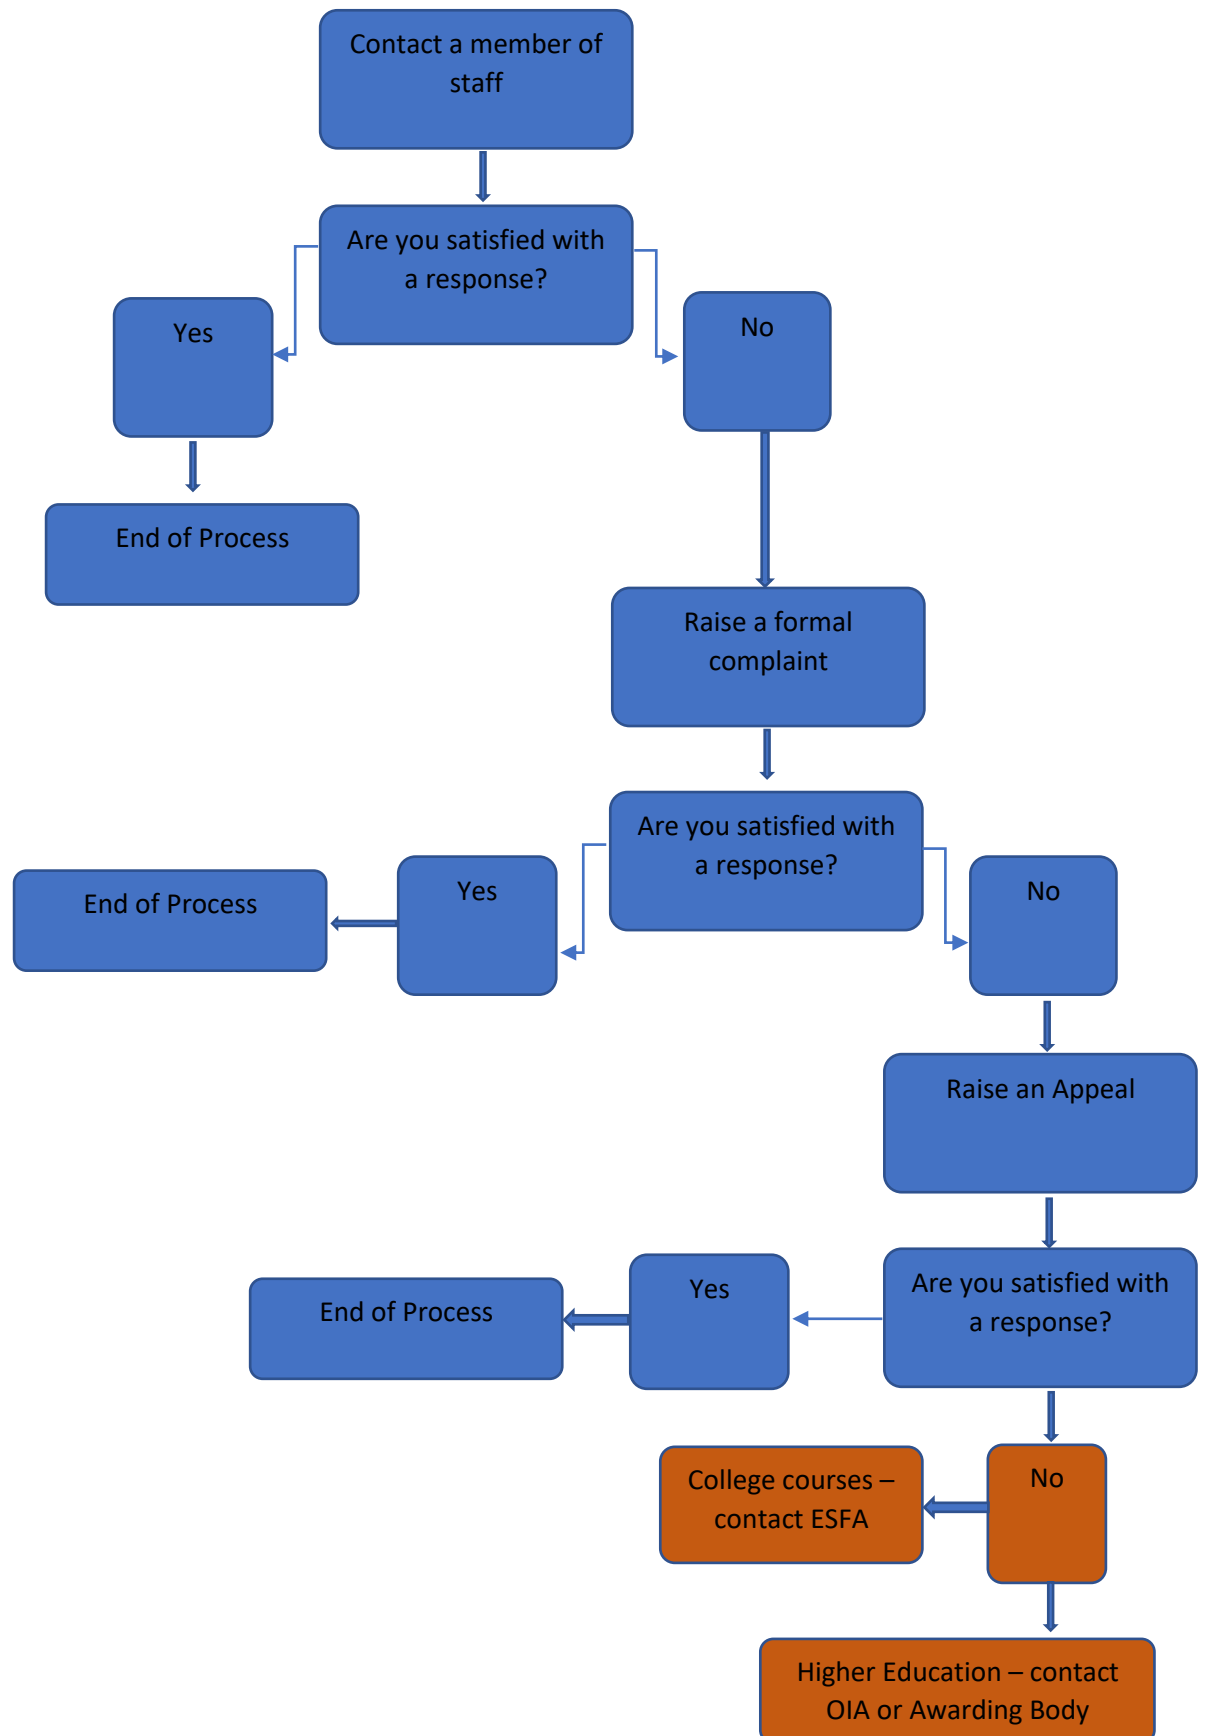 Contact a member of
staff
Are you satisfied with
a response?
Yes
No
End of Process
Raise a formal
complaint
Are you satisfied with
a response?
End of Process
Yes
No
Raise an Appeal
Are you satisfied with
a response?
End of Process
Yes
College courses –
contact ESFA
No
Higher Education – contact
OIA or Awarding Body